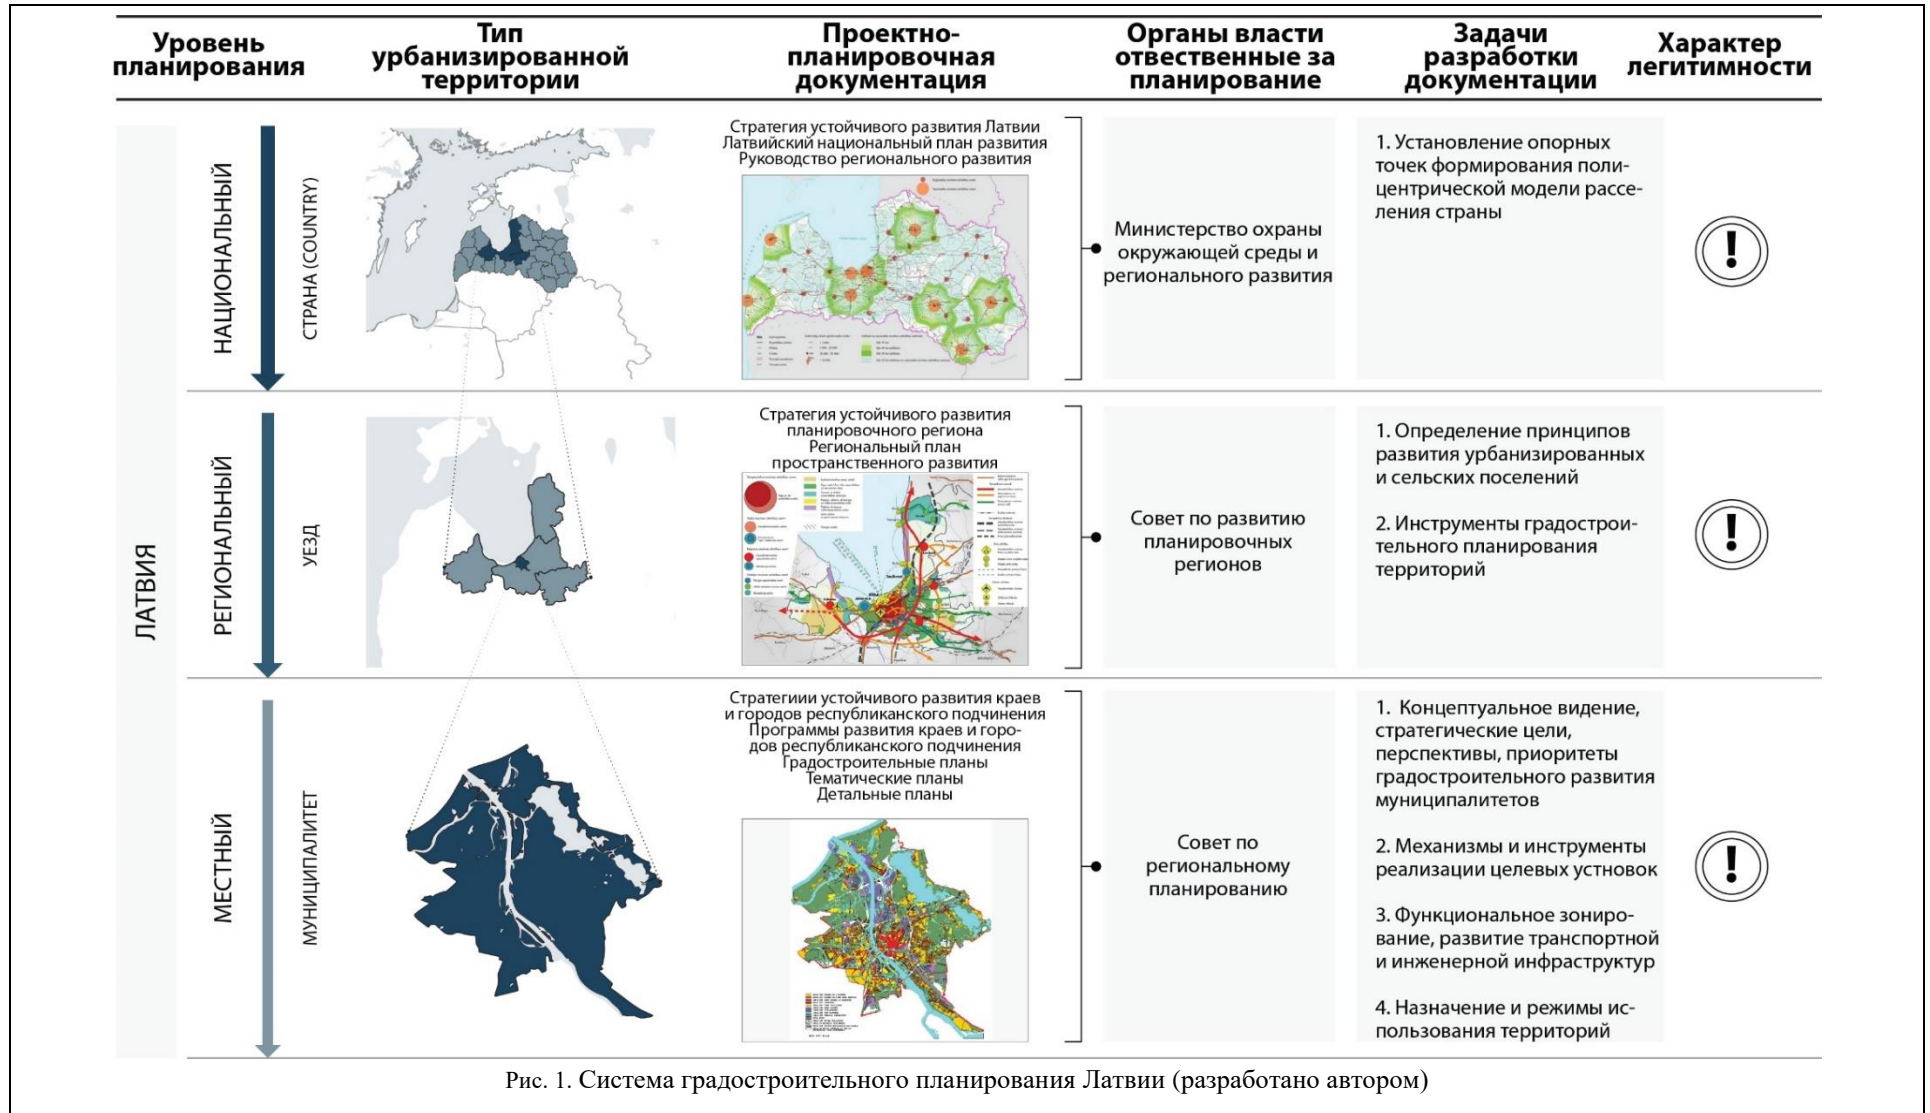 Уровень
планирования
Тип
урбанизированной
территории
Проектно-
планировочная
документация
Органы власти
отвественные за
планирование
Задачи
разработки
документации
Характер
легитимности
ЛАТВИЯ
НАЦИОНАЛЬНЫЙ
СТРАНА (COUNTRY)
Стратегия устойчивого развития Латвии
Латвийский национальный план развития
Руководство регионального развития
Министерство охраны
окружающей среды и
регионального развития
1. Установление опорных
точек формирования поли-
центрической модели рассе-
ления страны
!
РЕГИОНАЛЬНЫЙ
УЕЗД
Стратегия устойчивого развития
планировочного региона
Региональный план
пространственного развития
Совет по развитию
планировочных
регионов
1. Определение принципов
развития урбанизированных
и сельских поселений
2. Инструменты градострои-
тельного планирования
территорий
!
МЕСТНЫЙ
МУНИЦИПАЛИТЕТ
Стратегиии устойчивого развития краев
и городов республиканского подчинения
Программы развития краев и горо-
дов республиканского подчинения
Градостроительные планы
Тематические планы
Детальные планы
Совет по
региональному
планированию
1. Концептуальное видение,
стратегические цели,
перспективы, приоритеты
градостроительного развития
муниципалитетов
2. Механизмы и инструменты
реализации целевых устновок
3. Функциональное зониро-
вание, развитие транспортной
и инженерной инфраструктур
4. Назначение и режимы ис-
пользования территорий
!
Рис. 1. Система градостроительного планирования Латвии (разработано автором)